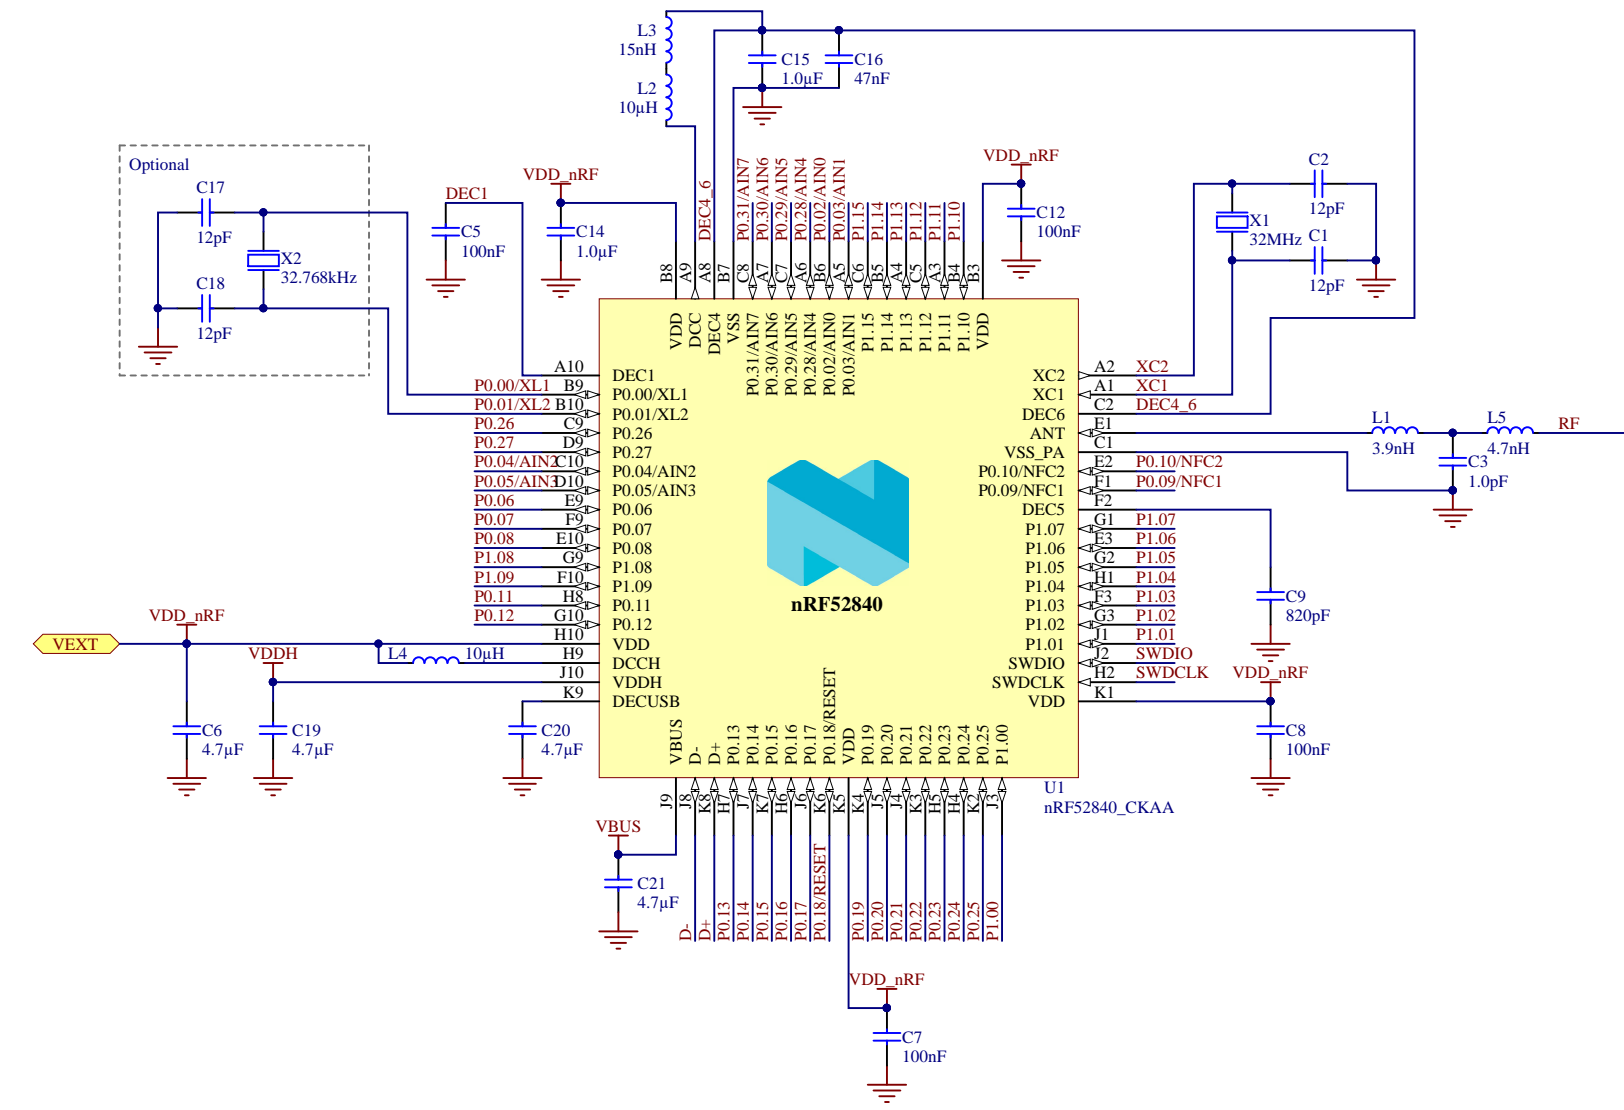 L3
15nH
L2
10µH
C15
1.0µF
C16
47nF
Optional
C17
12pF
X2
32.768kHz
C18
12pF
DEC1
C5
100nF
VDD_nRF
C14
1.0µF
DEC4_6
P0.31/AIN7
P0.30/AIN6
P0.29/AIN5
P0.28/AIN4
P0.02/AIN0
P0.03/AIN1
P1.15
P1.14
P1.13
P1.12
P1.11
P1.10
VDD_nRF
C12
100nF
C2
12pF
X1
32MHz
C1
12pF
B8
A9
A8
B7
C8
A7
C7
A6
B6
A5
C6
B5
A4
C5
A3
B4
B3
VDD
DCC
DEC4
VSS
P0.31/AIN7
P0.30/AIN6
P0.29/AIN5
P0.28/AIN4
P0.02/AIN0
P0.03/AIN1
P1.15
P1.14
P1.13
P1.12
P1.11
P1.10
VDD
A10 DEC1
P0.00/XL1 B9 P0.00/XL1
P0.01/XL2 B10 P0.01/XL2
P0.26 C9 P0.26
P0.27 D9 P0.27
P0.04/AIN2 C10 P0.04/AIN2
P0.05/AIN3 D10 P0.05/AIN3
P0.06 E9 P0.06
P0.07 F9 P0.07
P0.08 E10 P0.08
P1.08 G9 P1.08
P1.09 F10 P1.09
P0.11 H8 P0.11
P0.12 G10 P0.12
H10 VDD
H9 DCCH
J10 VDDH
K9 DECUSB
XC2 A2 XC2
XC1 A1 XC1
DEC6 C2 DEC4_6
ANT E1
VSS_PA C1
P0.10/NFC2 E2 P0.10/NFC2
P0.09/NFC1 F1 P0.09/NFC1
DEC5 F2
P1.07 G1 P1.07
P1.06 E3 P1.06
P1.05 G2 P1.05
P1.04 H1 P1.04
P1.03 F3 P1.03
P1.02 G3 P1.02
P1.01 J1 P1.01
SWDIO J2 SWDIO
SWDCLK H2 SWDCLK
VDD K1
nRF52840
L1
3.9nH
L5
4.7nH
RF
C3
1.0pF
C9
820pF
VDD_nRF
C8
100nF
VDD_nRF
VEXT
VDDH
L4
10µH
C6
4.7µF
C19
4.7µF
C20
4.7µF
VBUS
D-
D+
P0.13
P0.14
P0.15
P0.16
P0.17
P0.18/RESET
VDD
P0.19
P0.20
P0.21
P0.22
P0.23
P0.24
P0.25
P1.00
U1
nRF52840_CKAA
J9
J8
K8
H7
J7
K7
H6
J6
K6
K5
K4
J5
J4
K3
H5
H4
K2
J3
VBUS
C21
4.7µF
D-
D+
P0.13
P0.14
P0.15
P0.16
P0.17
P0.18/RESET
P0.19
P0.20
P0.21
P0.22
P0.23
P0.24
P0.25
P1.00
VDD_nRF
C7
100nF